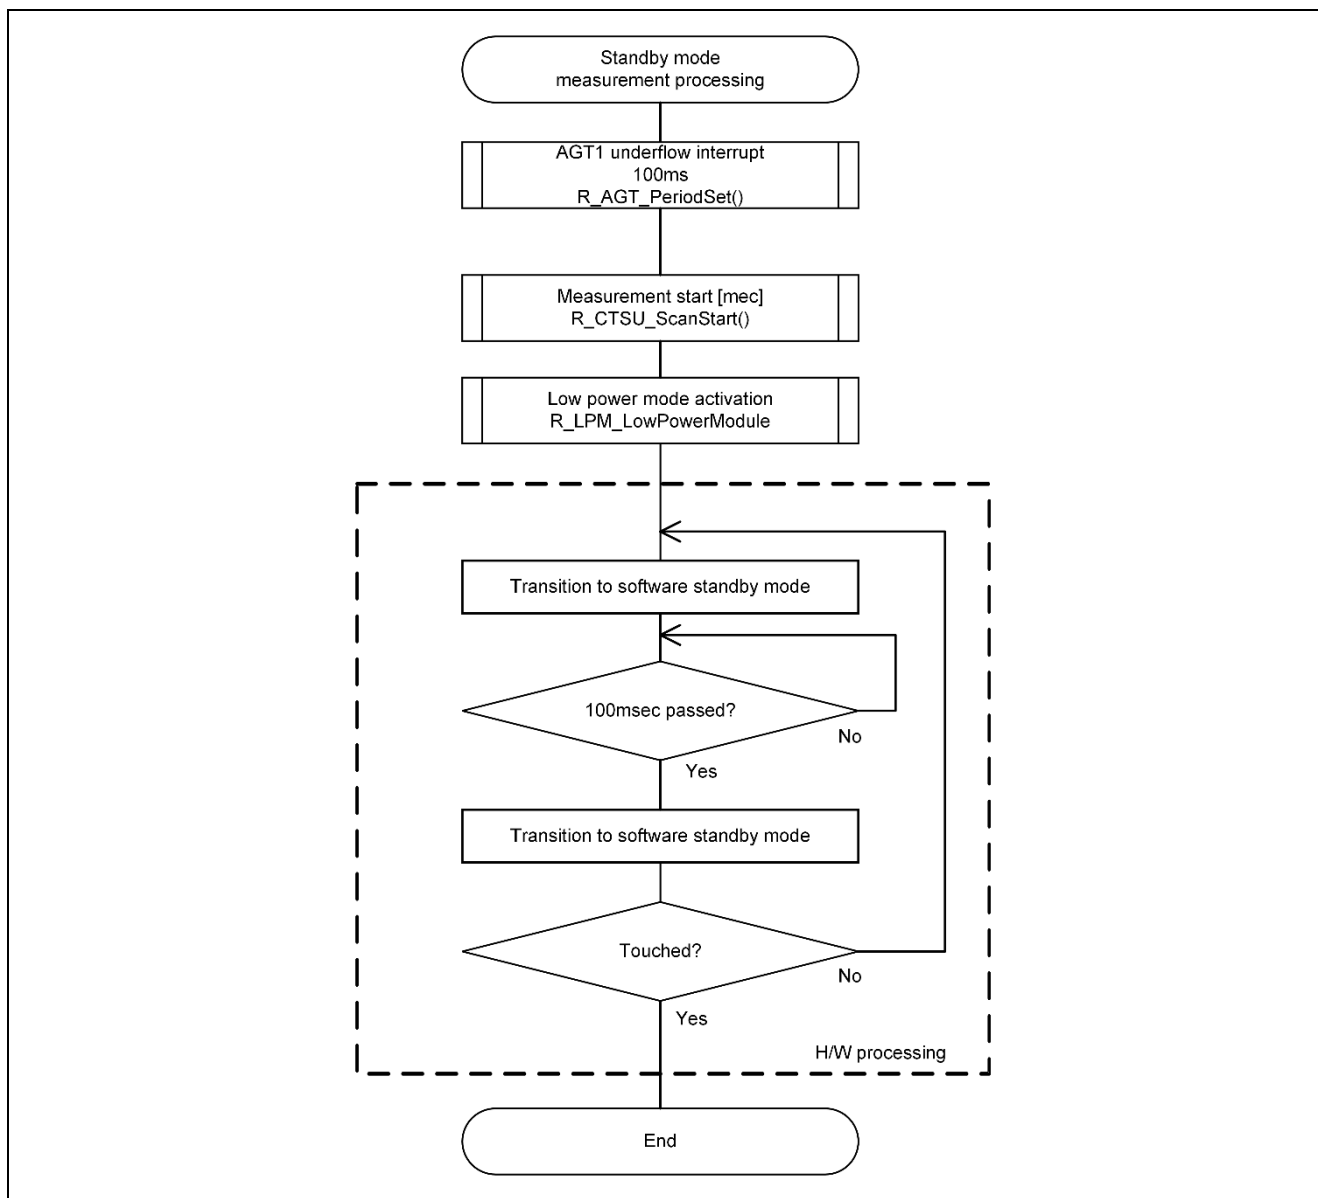 Standby mode
measurement processing
AGT1 underflow interrupt
100ms
R_AGT_PeriodSet()
Measurement start [mec]
R_CTSU_ScanStart()
Low power mode activation
R_LPM_LowPowerModule
Transition to software standby mode
100msec passed?
No
Yes
Transition to software standby mode
Touched?
No
Yes
H/W processing
End